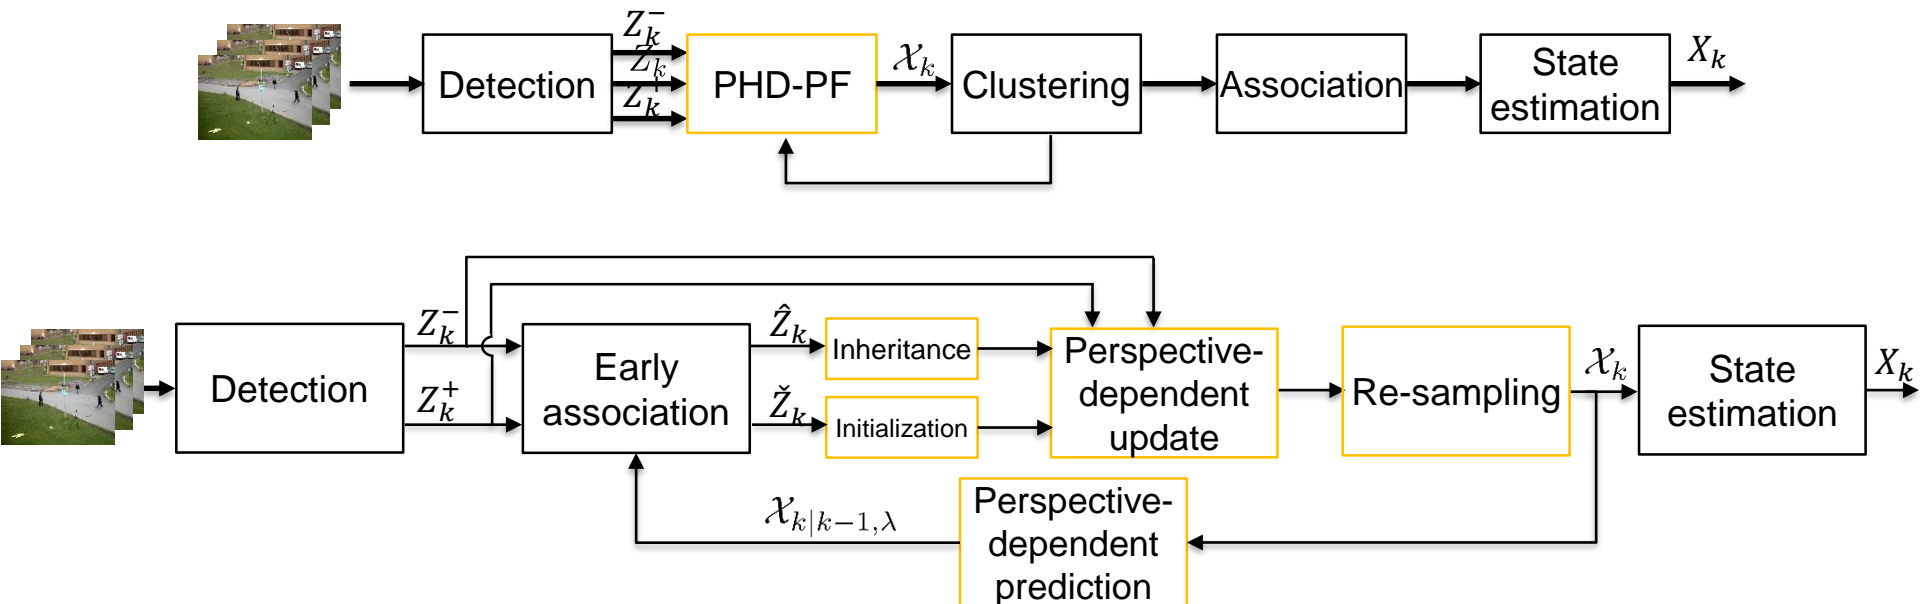 Z_k^-
Z_k
Z_k^+
Detection
PHD-PF
𝒳_k
Clustering
Association
State
estimation
X_k
Z_k^-
Z_k^+
Detection
Early
association
Ẑ_k
Ž_k
Inheritance
Initialization
Perspective-
dependent
update
Re-sampling
𝒳_k
State
estimation
X_k
𝒳_{k|k−1,λ}
Perspective-
dependent
prediction